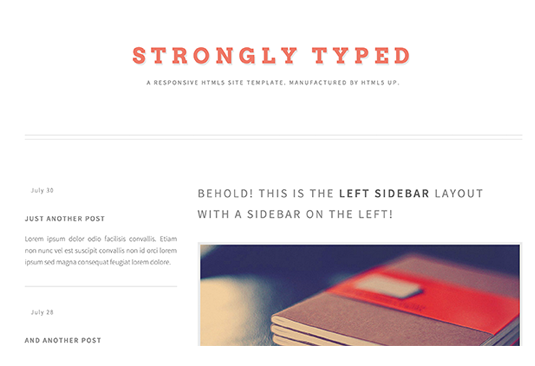 STRONGLY TYPED
A RESPONSIVE HTML5 SITE TEMPLATE. MANUFACTURED BY HTML5 UP.
July 30
JUST ANOTHER POST
Lorem ipsum dolor odio facilisis convallis. Etiam
non nunc vel est suscipit convallis non id orci lorem
ipsum sed magna consequat feugiat lorem dolore.
July 28
AND ANOTHER POST
BEHOLD! THIS IS THE LEFT SIDEBAR LAYOUT
WITH A SIDEBAR ON THE LEFT!